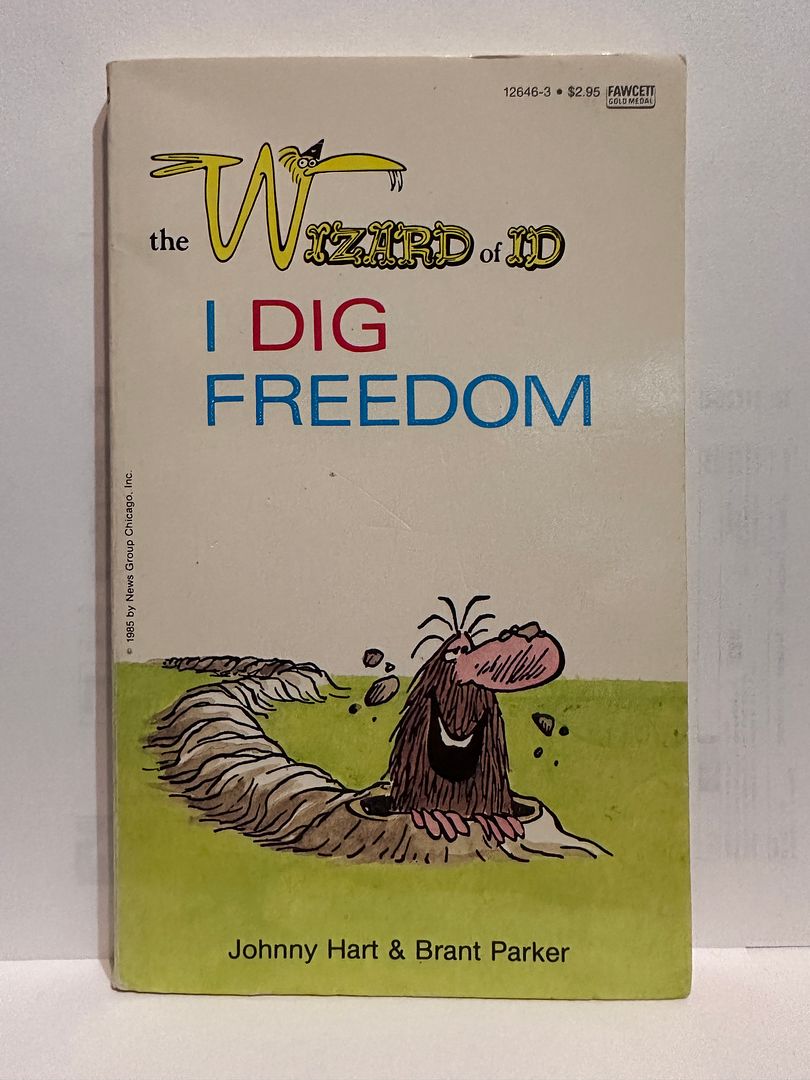 12646-3 • $2.95 FAWCETT
GOLD MEDAL
the WIZARD of ID
I DIG
FREEDOM
© 1985 by News Group Chicago, Inc.
Johnny Hart & Brant Parker